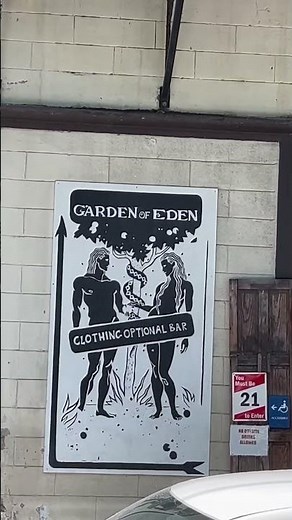 GARDEN OF EDEN
CLOTHING OPTIONAL BAR
You
Must Be
21
to Enter
NO OUTSIDE
DRINKS
ALLOWED